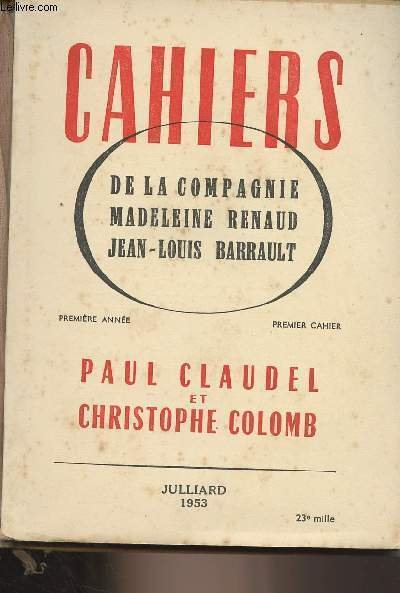 Lelivre.com
CAHIERS
DE LA COMPAGNIE
MADELEINE RENAUD
JEAN-LOUIS BARRAULT
PREMIÈRE ANNÉE
PREMIER CAHIER
PAUL CLAUDEL
ET
CHRISTOPHE COLOMB
JULLIARD
1953
23e mille